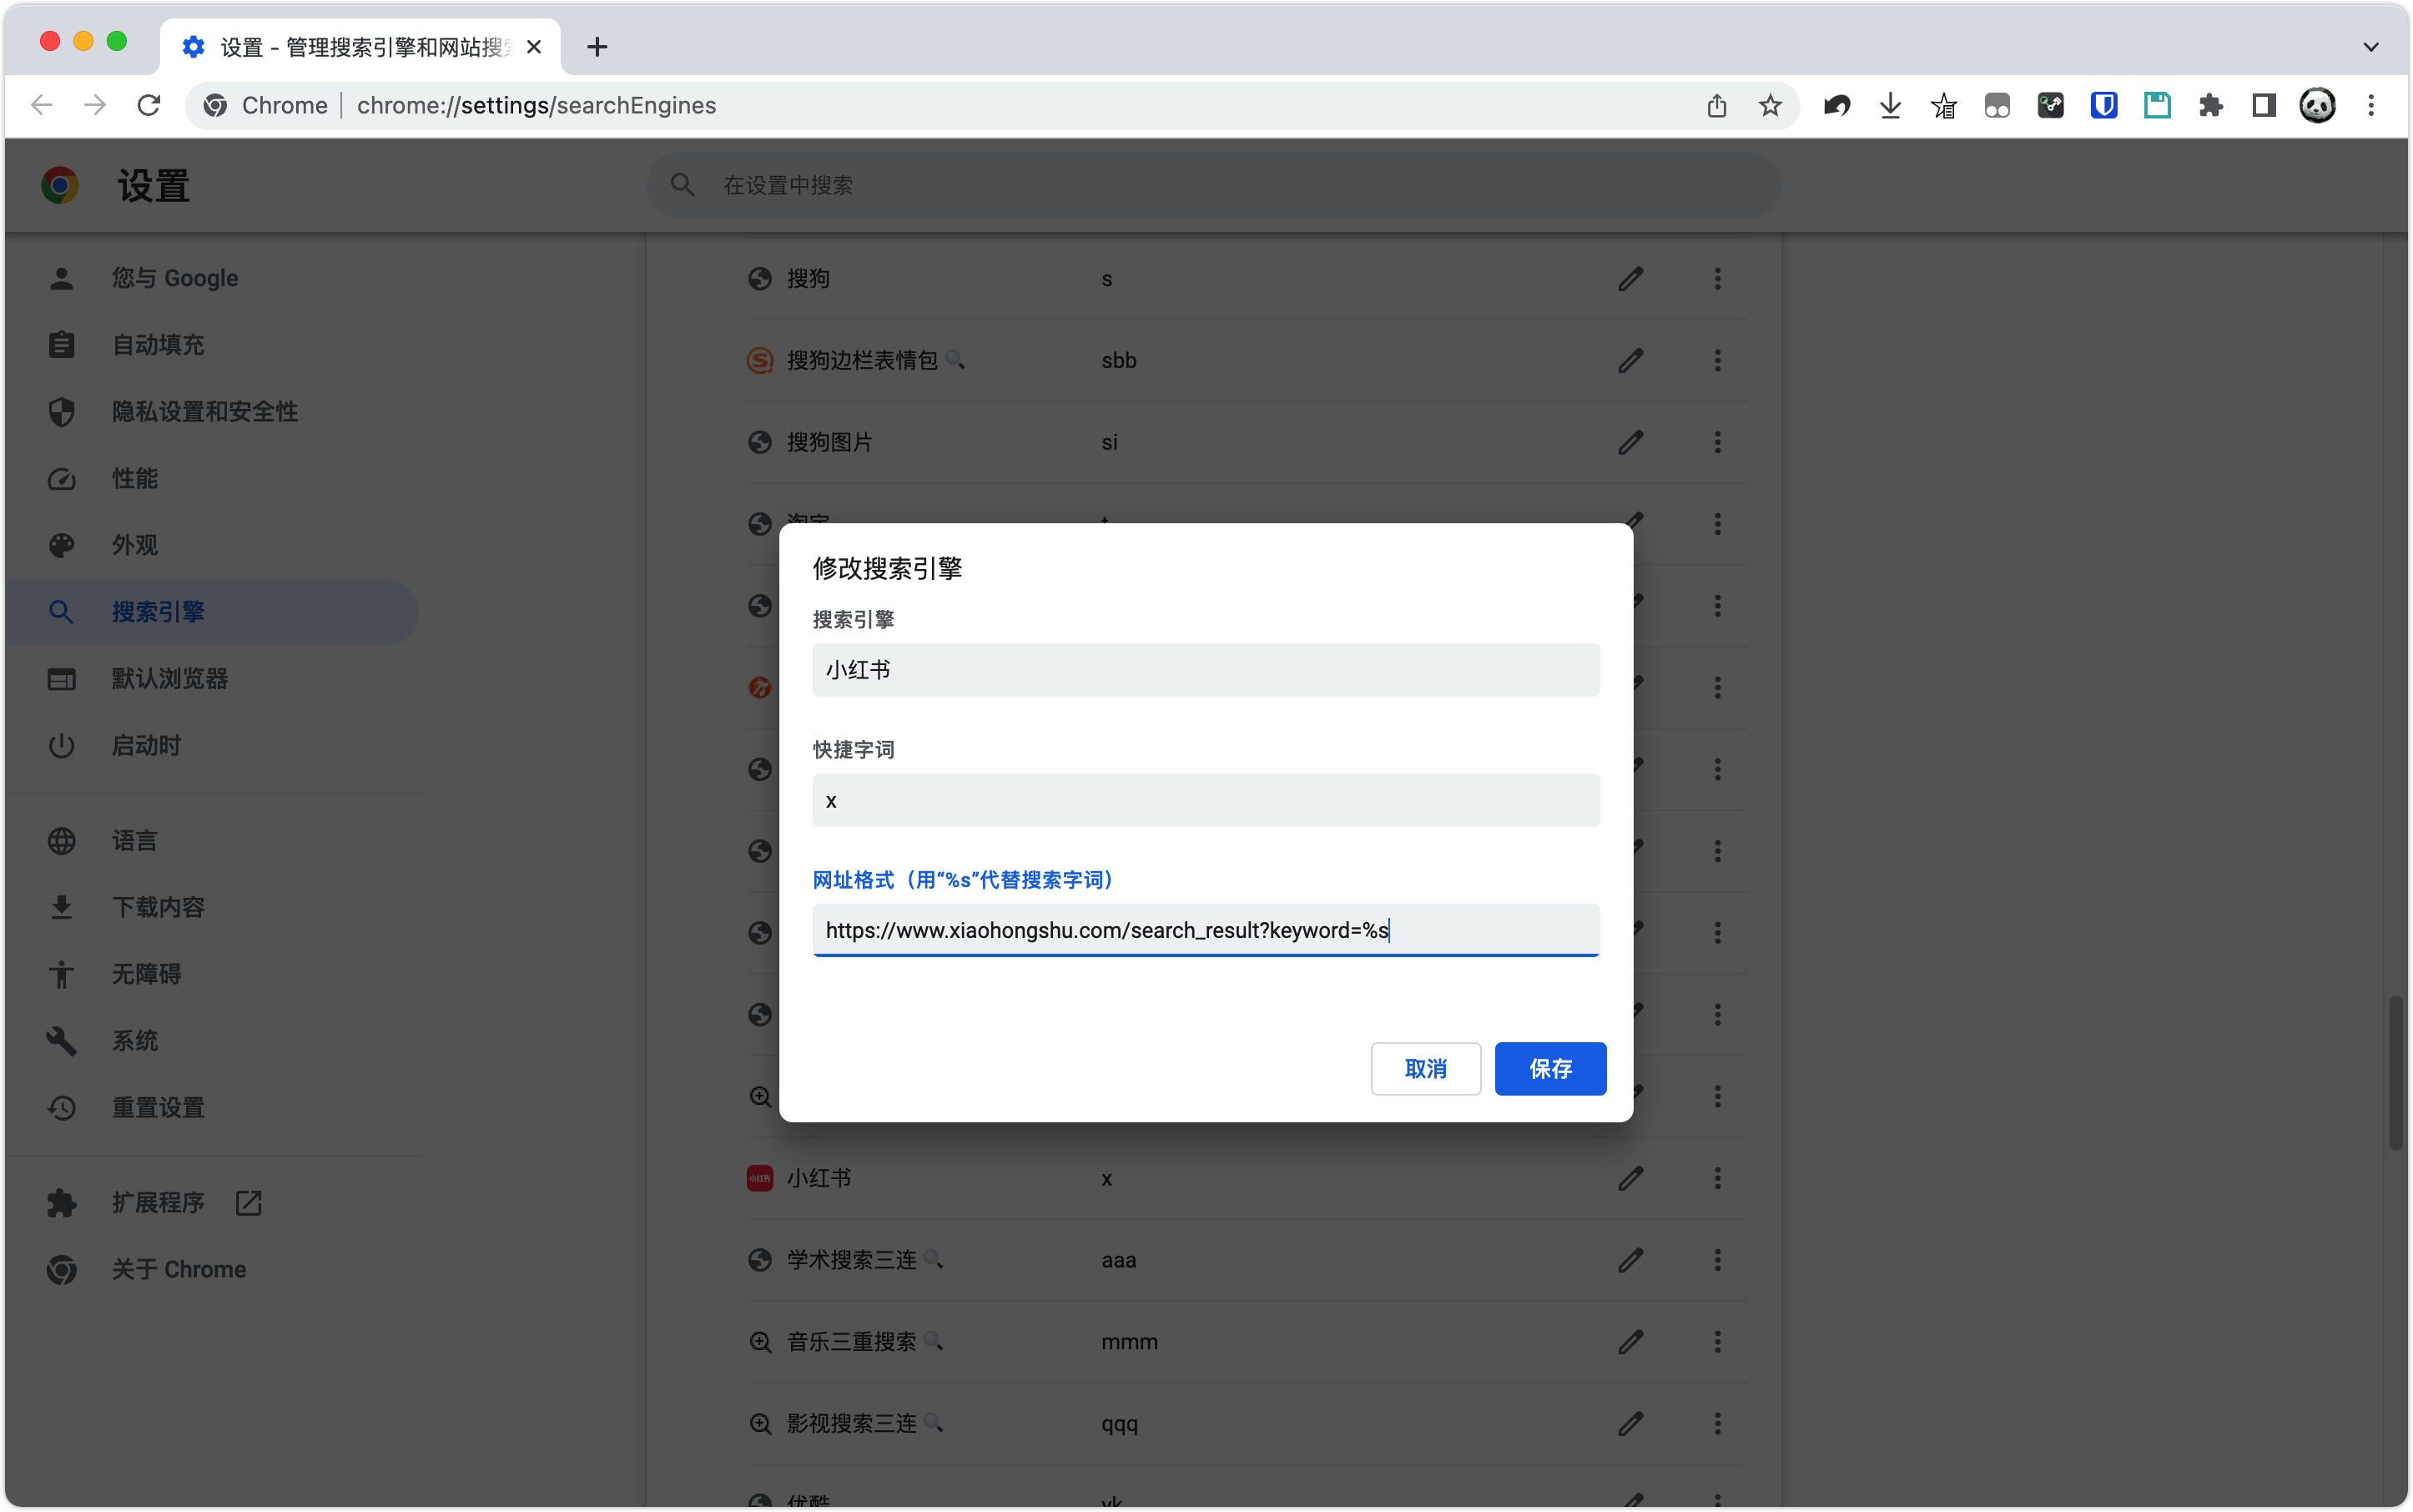 设置 - 管理搜索引擎和网站搜
Chrome
chrome://settings/searchEngines
设置
在设置中搜索
您与 Google
自动填充
隐私设置和安全性
性能
外观
搜索引擎
默认浏览器
启动时
语言
下载内容
无障碍
系统
重置设置
扩展程序
关于 Chrome
搜狗 s
搜狗边栏表情包 sbb
搜狗图片 si
修改搜索引擎
搜索引擎
小红书
快捷字词
x
网址格式（用“%s”代替搜索字词）
https://www.xiaohongshu.com/search_result?keyword=%s
取消
保存
小红书
小红书 x
学术搜索三连 aaa
音乐三重搜索 mmm
影视搜索三连 qqq
优酷 yk